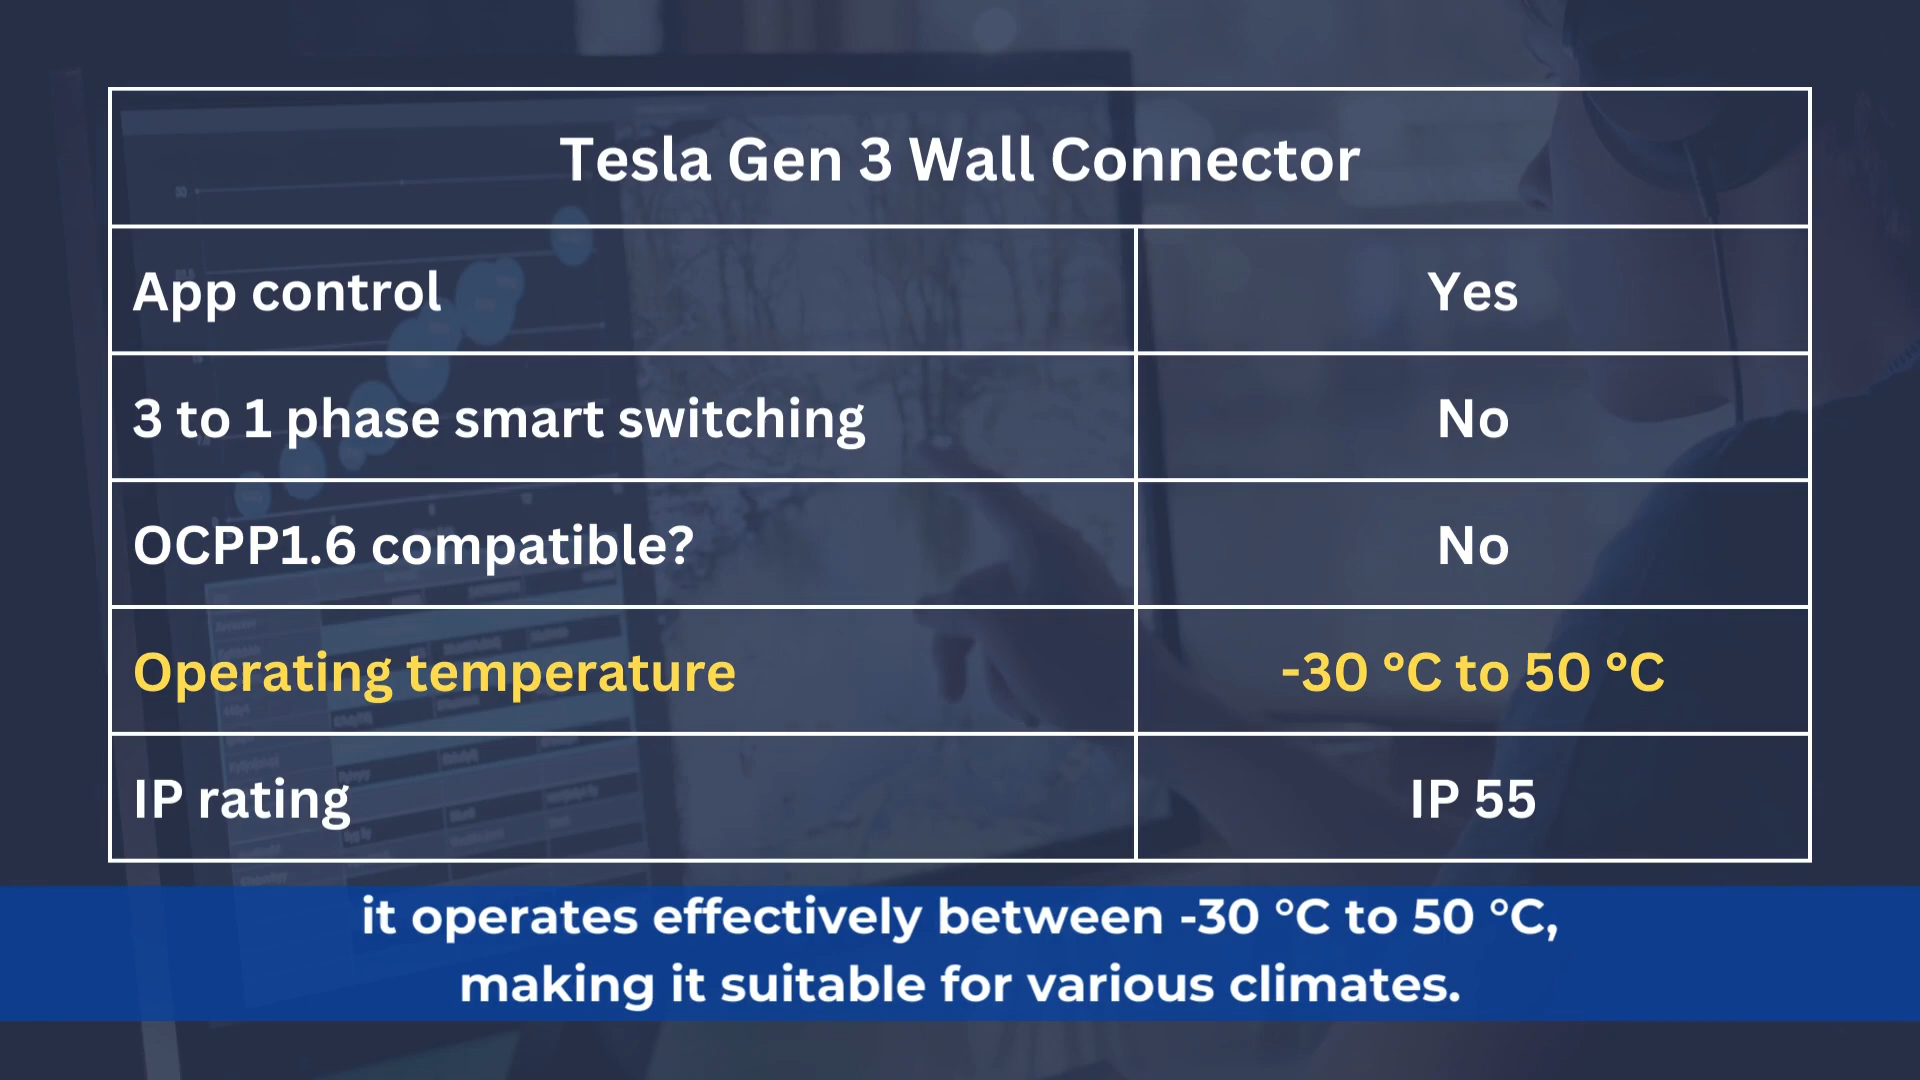 Tesla Gen 3 Wall Connector
App control Yes
3 to 1 phase smart switching No
OCPP1.6 compatible? No
Operating temperature -30 °C to 50 °C
IP rating IP 55
it operates effectively between -30 °C to 50 °C,
making it suitable for various climates.